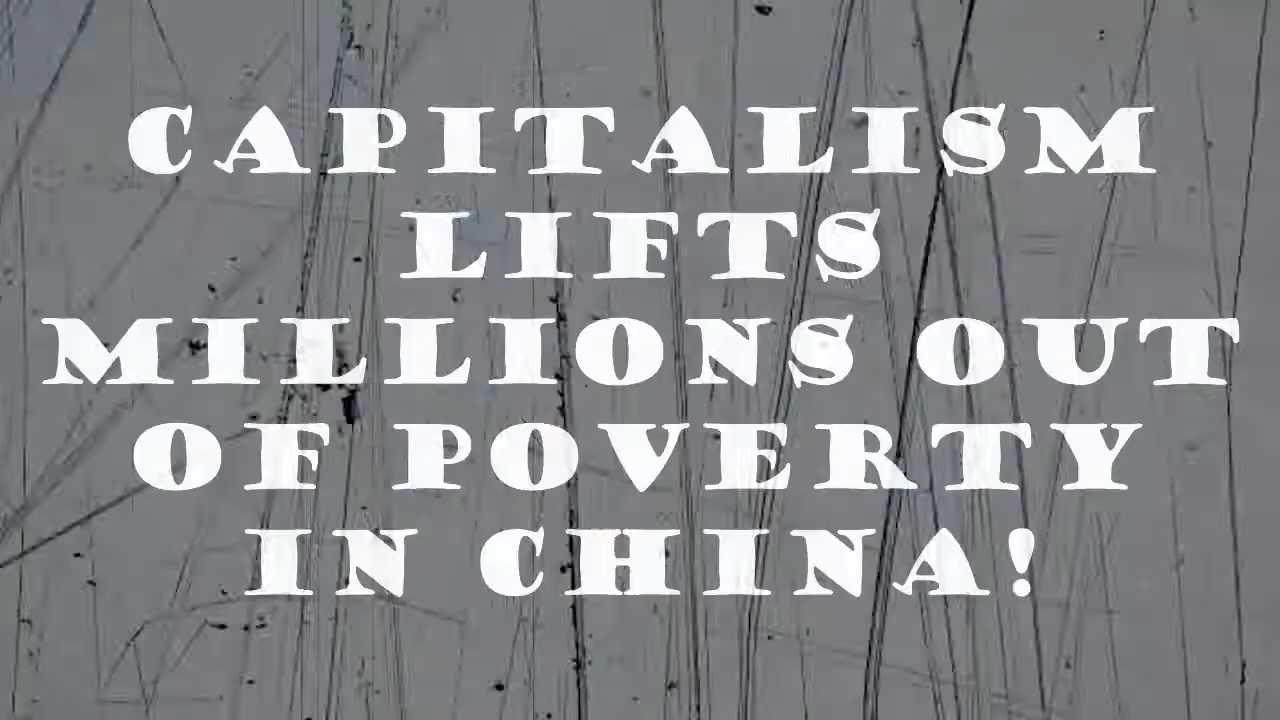 CAPITALISM
LIFTS
MILLIONS OUT
OF POVERTY
IN CHINA!